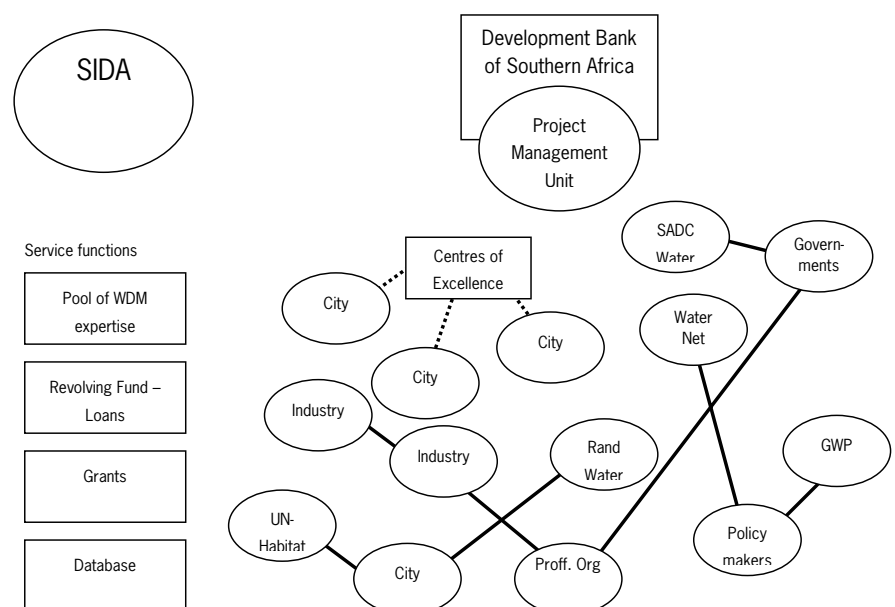 SIDA
Development Bank
of Southern Africa
Project
Management
Unit
SADC
Water
Govern-
ments
Service functions
Pool of WDM
expertise
Revolving Fund –
Loans
Grants
Database
Centres of
Excellence
City
City
City
Water
Net
Industry
Industry
Rand
Water
GWP
UN-
Habitat
City
Proff. Org
Policy
makers